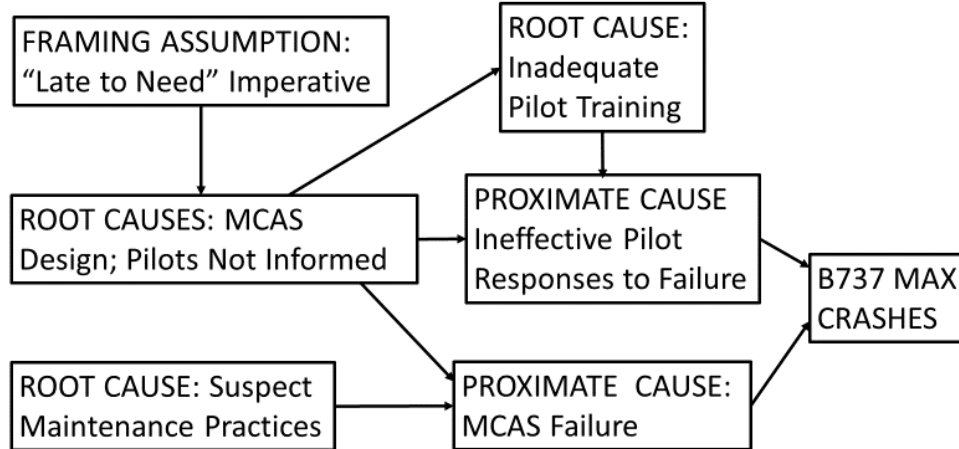 FRAMING ASSUMPTION:
“Late to Need” Imperative
ROOT CAUSE:
Inadequate
Pilot Training
ROOT CAUSES: MCAS
Design; Pilots Not Informed
PROXIMATE CAUSE
Ineffective Pilot
Responses to Failure
B737 MAX
CRASHES
ROOT CAUSE: Suspect
Maintenance Practices
PROXIMATE CAUSE:
MCAS Failure